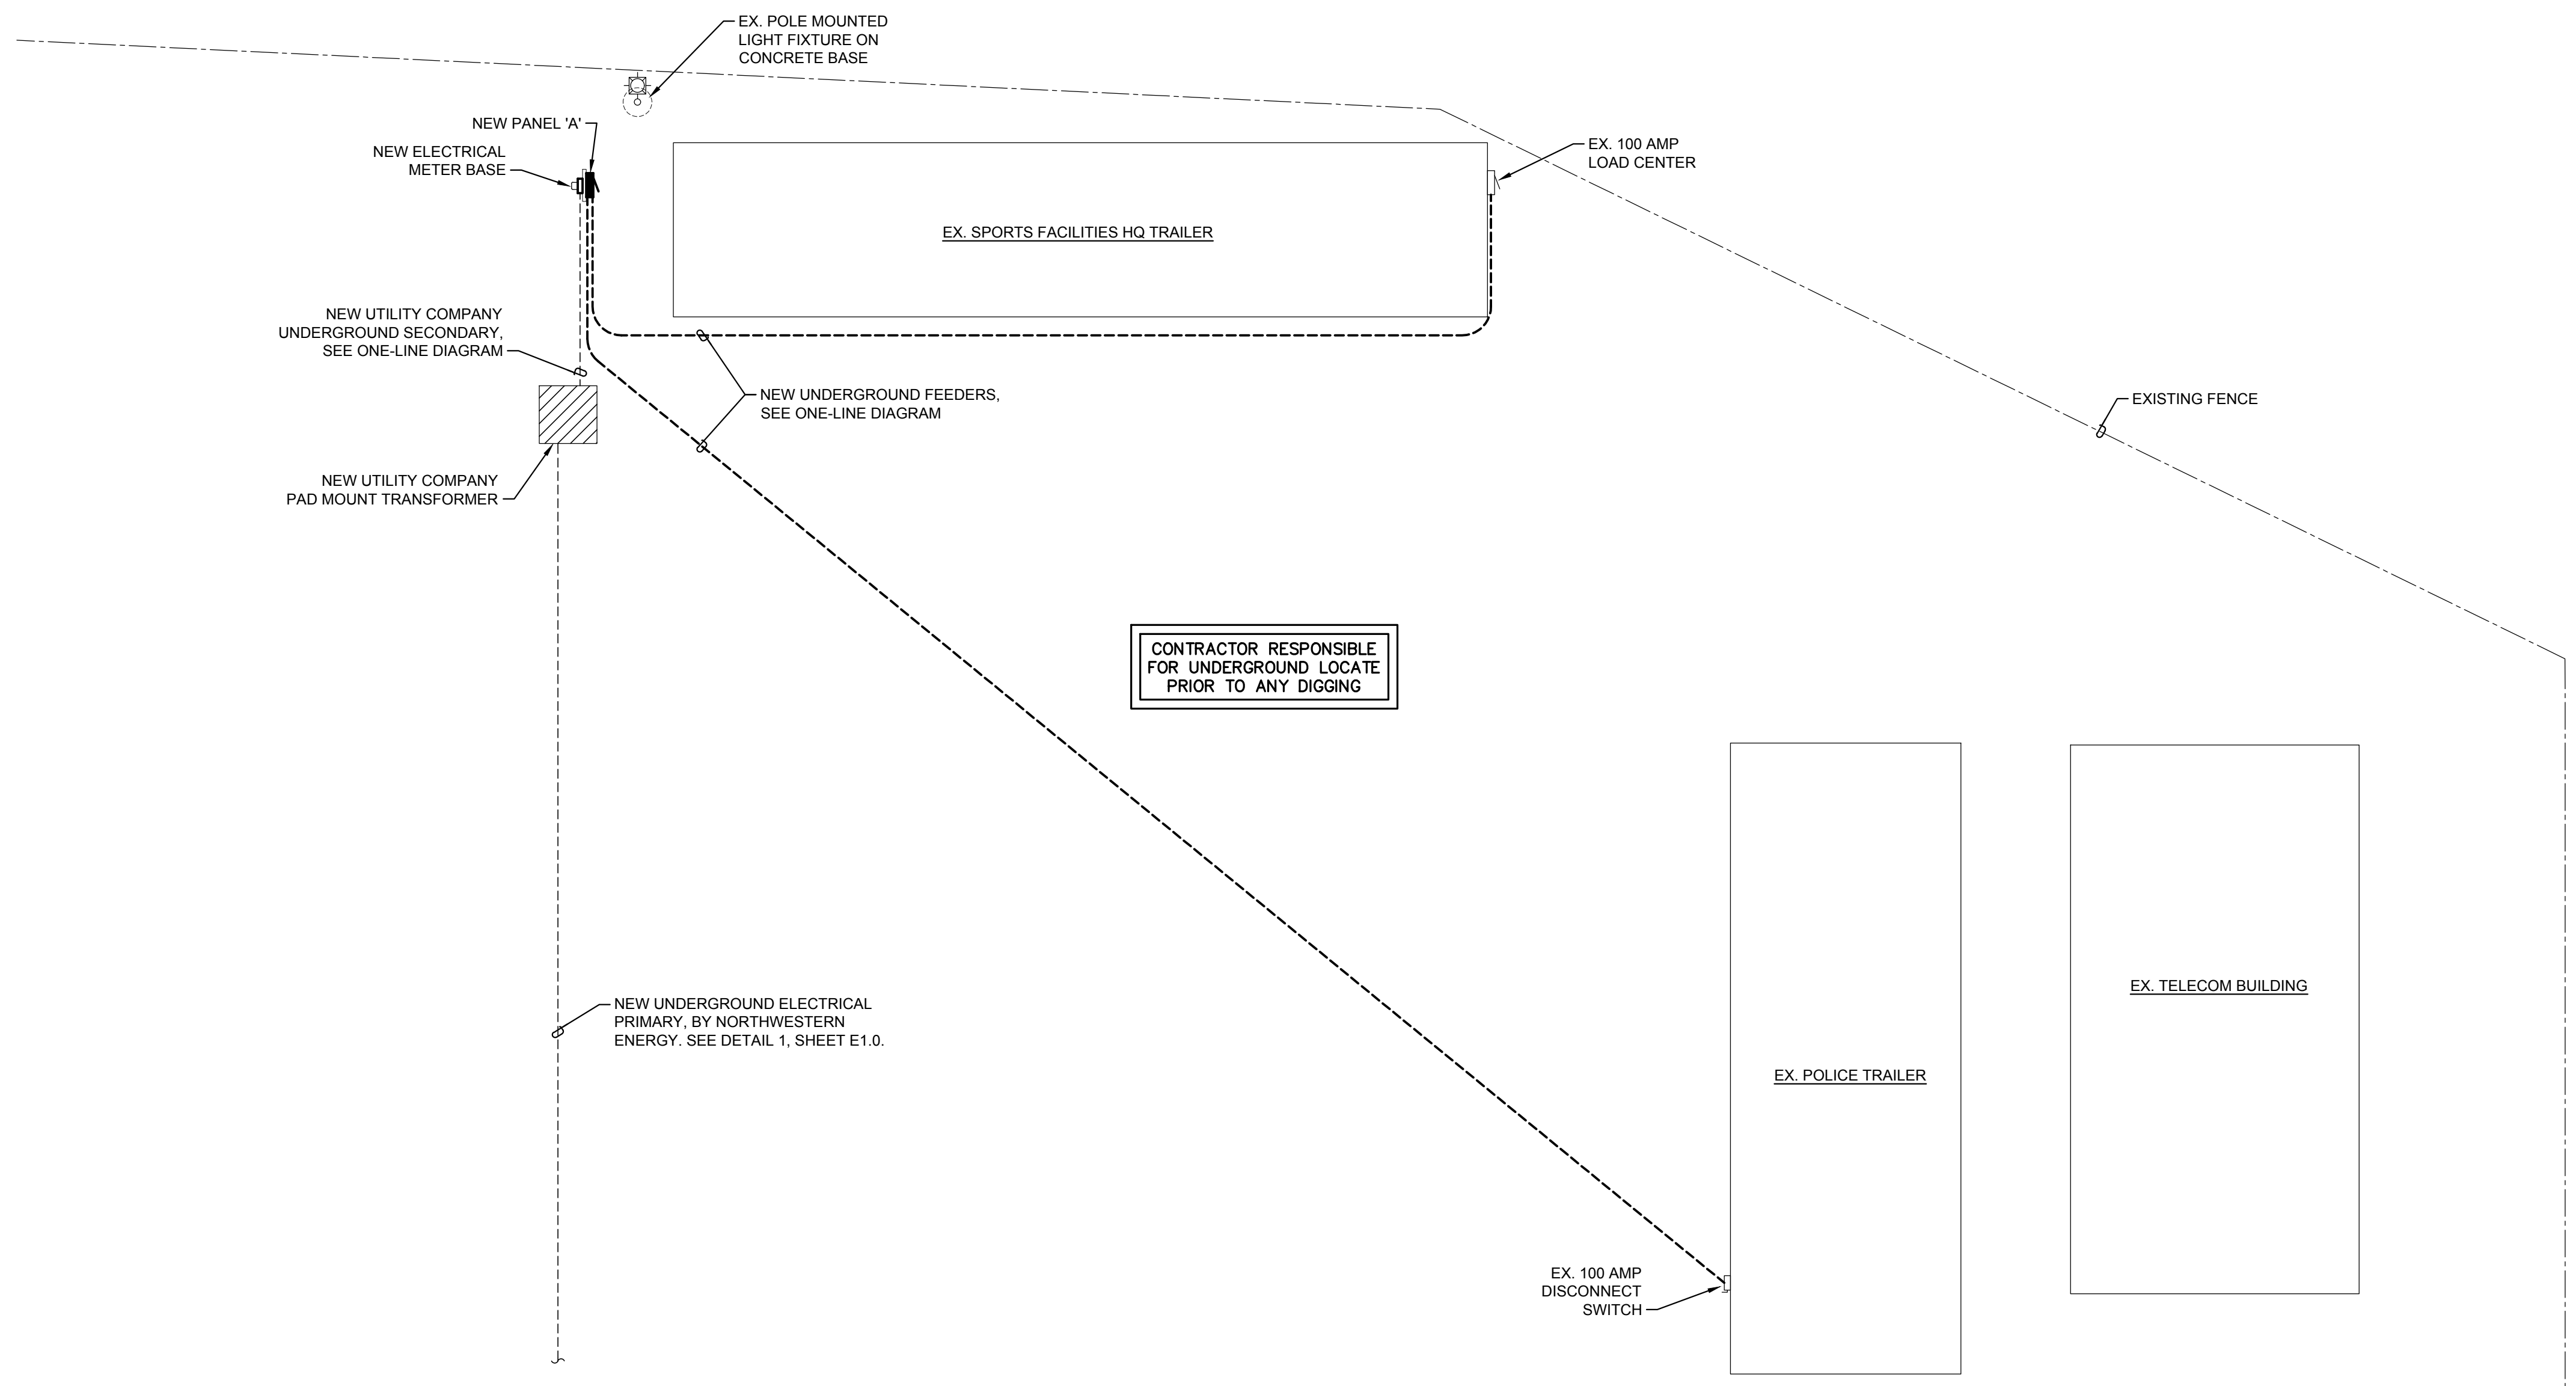 EX. POLE MOUNTED
LIGHT FIXTURE ON
CONCRETE BASE
NEW PANEL 'A'
NEW ELECTRICAL
METER BASE
EX. 100 AMP
LOAD CENTER
EX. SPORTS FACILITIES HQ TRAILER
NEW UTILITY COMPANY
UNDERGROUND SECONDARY,
SEE ONE-LINE DIAGRAM
NEW UNDERGROUND FEEDERS,
SEE ONE-LINE DIAGRAM
EXISTING FENCE
NEW UTILITY COMPANY
PAD MOUNT TRANSFORMER
CONTRACTOR RESPONSIBLE
FOR UNDERGROUND LOCATE
PRIOR TO ANY DIGGING
EX. TELECOM BUILDING
NEW UNDERGROUND ELECTRICAL
PRIMARY, BY NORTHWESTERN
ENERGY. SEE DETAIL 1, SHEET E1.0.
EX. POLICE TRAILER
EX. 100 AMP
DISCONNECT
SWITCH